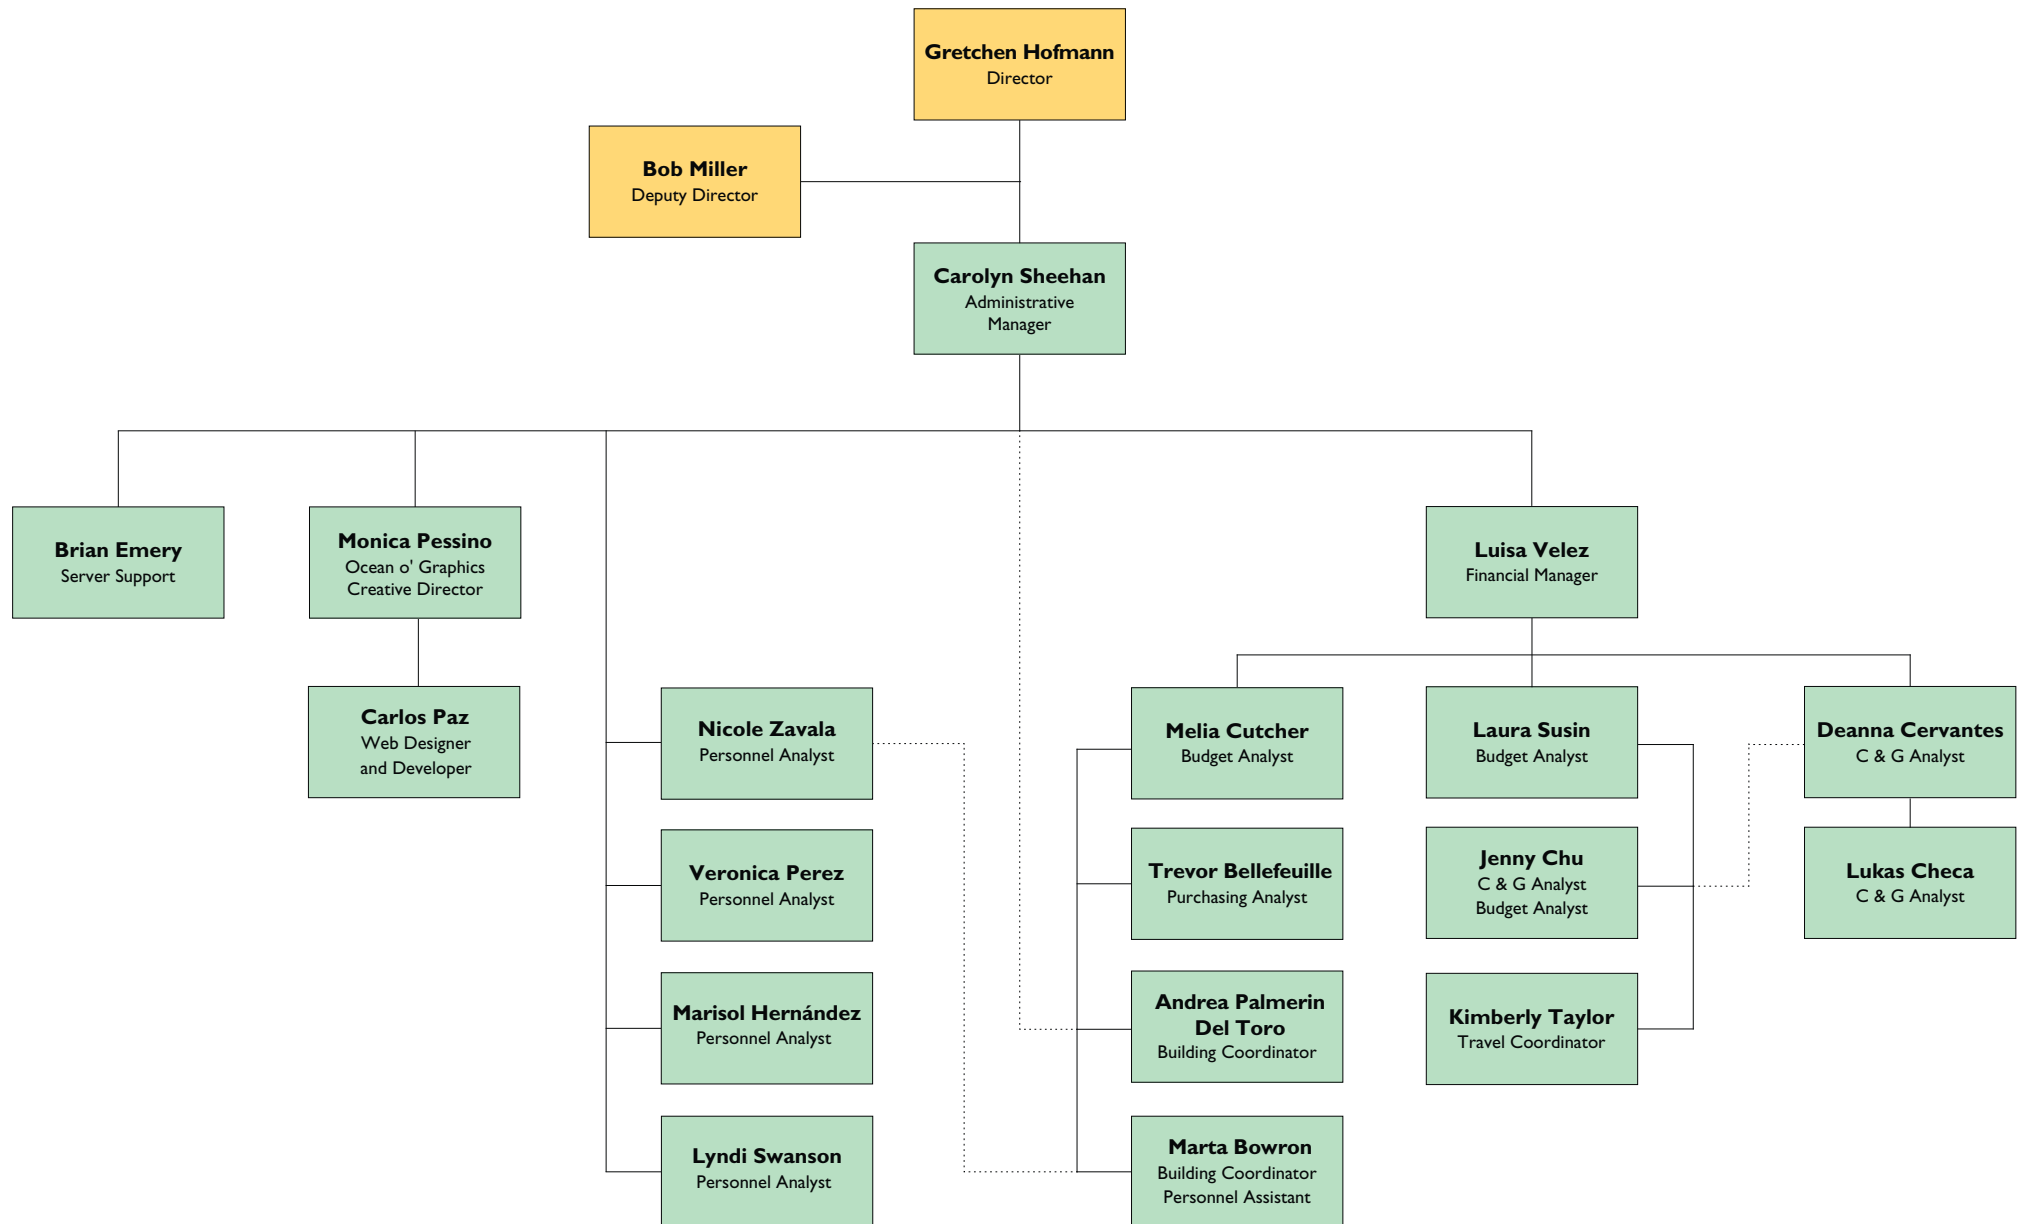 Gretchen Hofmann
Director
Bob Miller
Deputy Director
Carolyn Sheehan
Administrative
Manager
Brian Emery
Server Support
Monica Pessino
Ocean o' Graphics
Creative Director
Luisa Velez
Financial Manager
Carlos Paz
Web Designer
and Developer
Nicole Zavala
Personnel Analyst
Melia Cutcher
Budget Analyst
Laura Susin
Budget Analyst
Deanna Cervantes
C & G Analyst
Veronica Perez
Personnel Analyst
Trevor Bellefeuille
Purchasing Analyst
Jenny Chu
C & G Analyst
Budget Analyst
Lukas Checa
C & G Analyst
Marisol Hernández
Personnel Analyst
Andrea Palmerin
Del Toro
Building Coordinator
Kimberly Taylor
Travel Coordinator
Lyndi Swanson
Personnel Analyst
Marta Bowron
Building Coordinator
Personnel Assistant